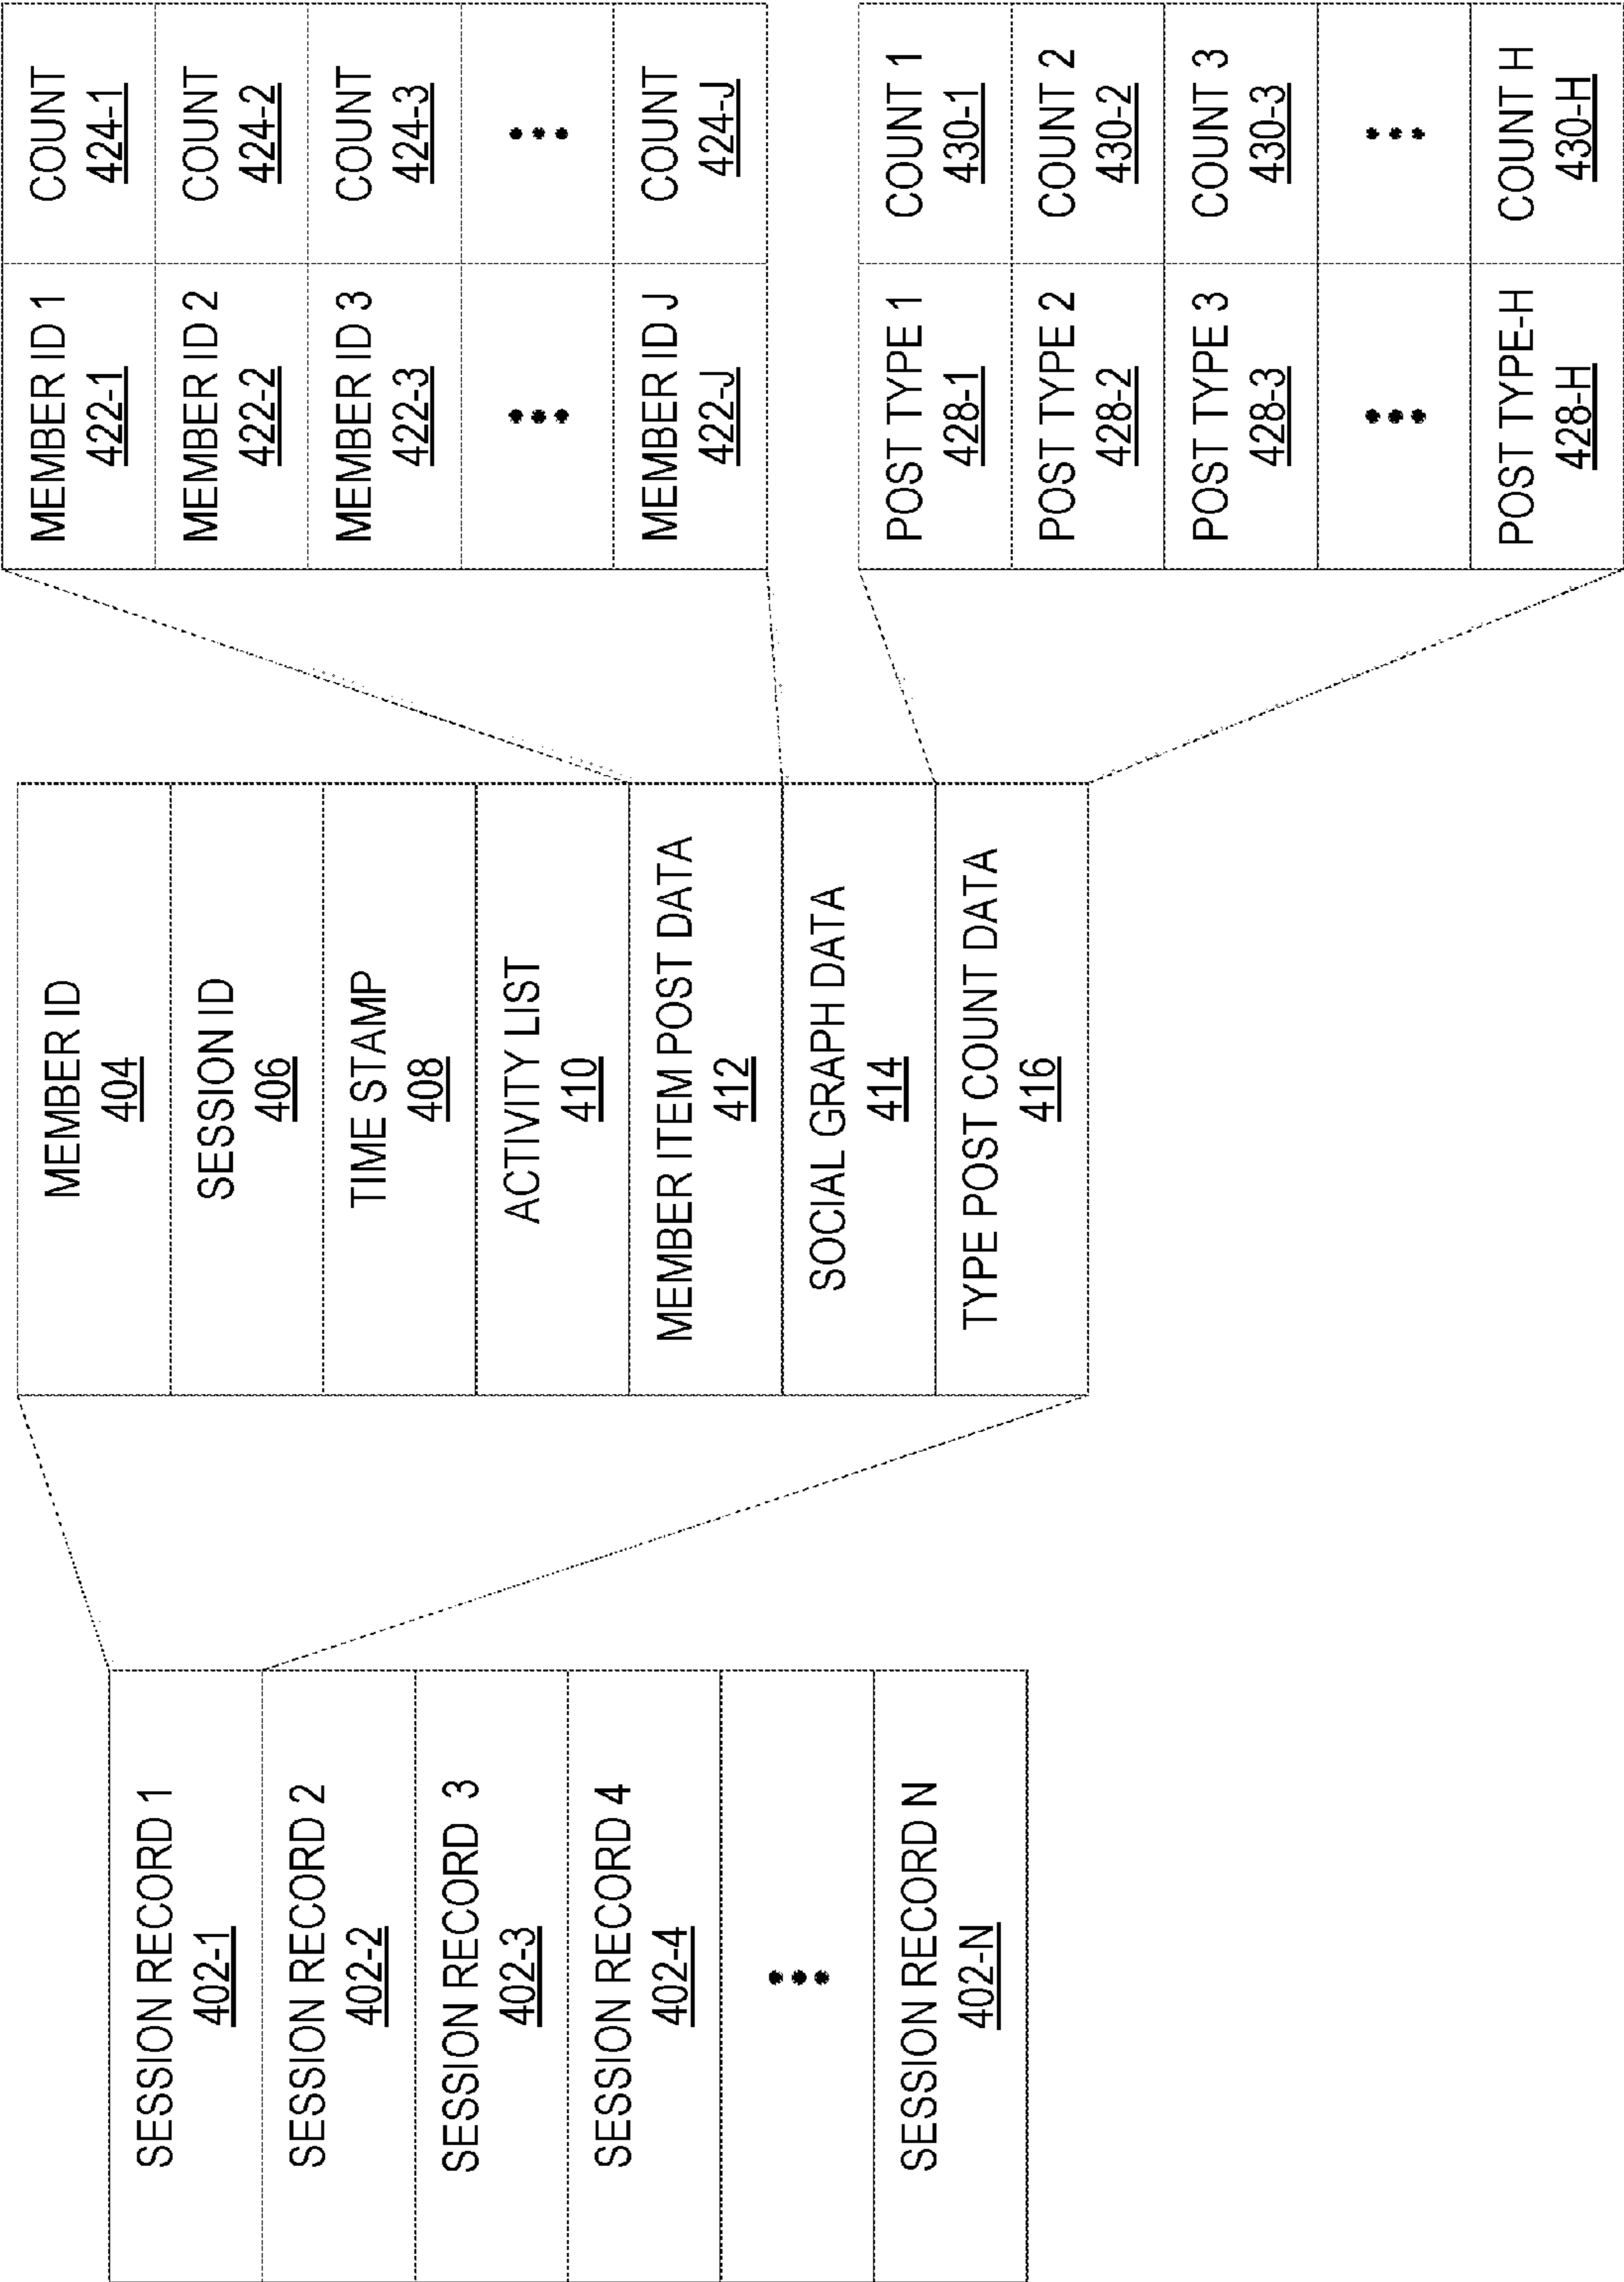 SESSION RECORD 1
402-1
SESSION RECORD 2
402-2
SESSION RECORD 3
402-3
SESSION RECORD 4
402-4
SESSION RECORD N
402-N
MEMBER ID
404
SESSION ID
406
TIME STAMP
408
ACTIVITY LIST
410
MEMBER ITEM POST DATA
412
SOCIAL GRAPH DATA
414
TYPE POST COUNT DATA
416
MEMBER ID 1
422-1
COUNT
424-1
MEMBER ID 2
422-2
COUNT
424-2
MEMBER ID 3
422-3
COUNT
424-3
MEMBER ID J
422-J
COUNT
424-J
POST TYPE 1
428-1
COUNT 1
430-1
POST TYPE 2
428-2
COUNT 2
430-2
POST TYPE 3
428-3
COUNT 3
430-3
POST TYPE-H
428-H
COUNT H
430-H